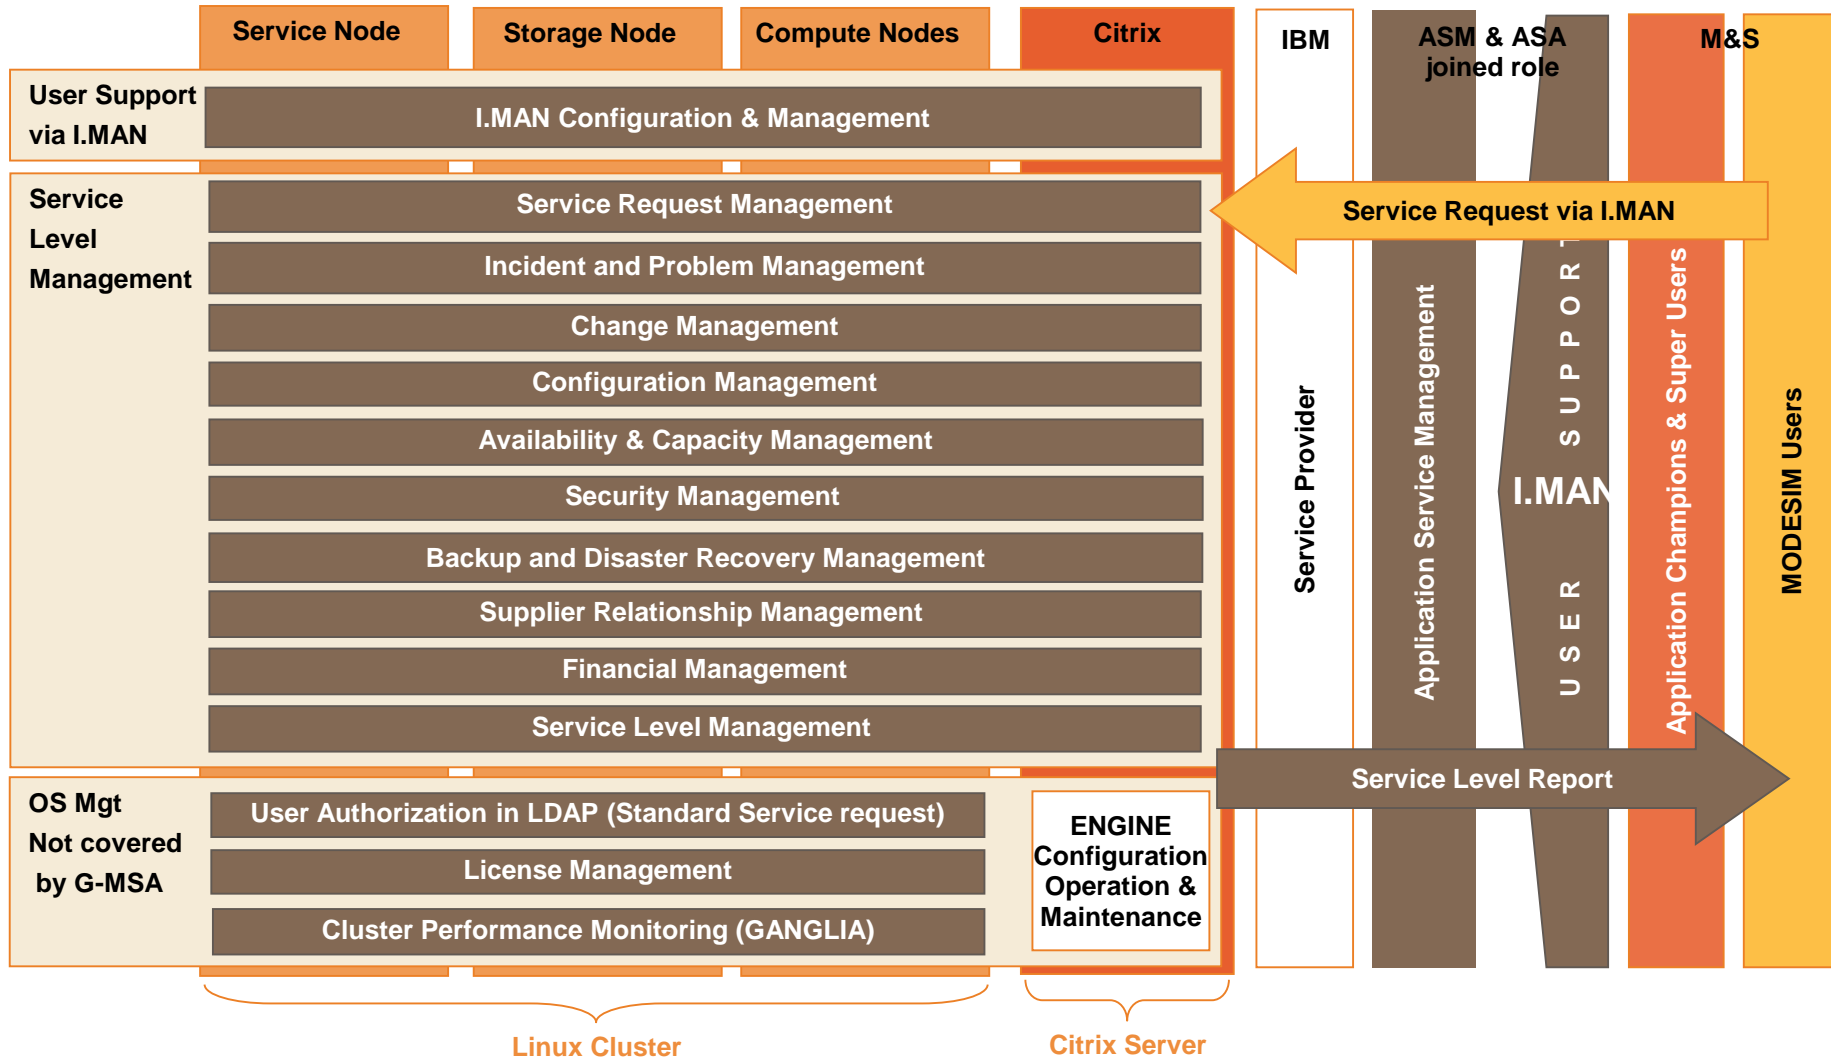 Service Node
Storage Node
Compute Nodes
Citrix
IBM
ASM & ASA
joined role
M&S
User Support
via I.MAN
I.MAN Configuration & Management
Service
Level
Management
Service Request Management
Service Request via I.MAN
Incident and Problem Management
Change Management
Configuration Management
Availability & Capacity Management
Security Management
Backup and Disaster Recovery Management
Supplier Relationship Management
Financial Management
Service Level Management
Service Provider
Application Service Management
USER SUPPORT
I.MAN
Application Champions & Super Users
MODESIM Users
Service Level Report
OS Mgt
Not covered
by G-MSA
User Authorization in LDAP (Standard Service request)
License Management
Cluster Performance Monitoring (GANGLIA)
ENGINE
Configuration
Operation &
Maintenance
Linux Cluster
Citrix Server